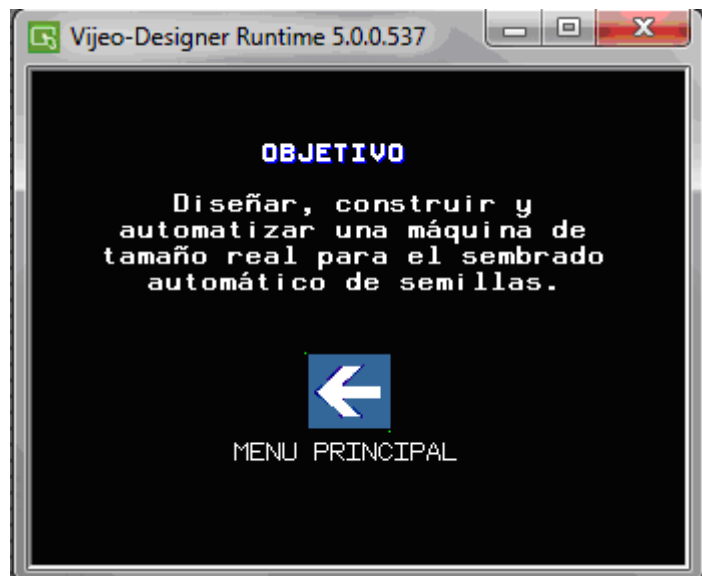 Vijeo-Designer Runtime 5.0.0.537
OBJETIVO
Diseñar, construir y
automatizar una máquina de
tamaño real para el sembrado
automático de semillas.
MENU PRINCIPAL